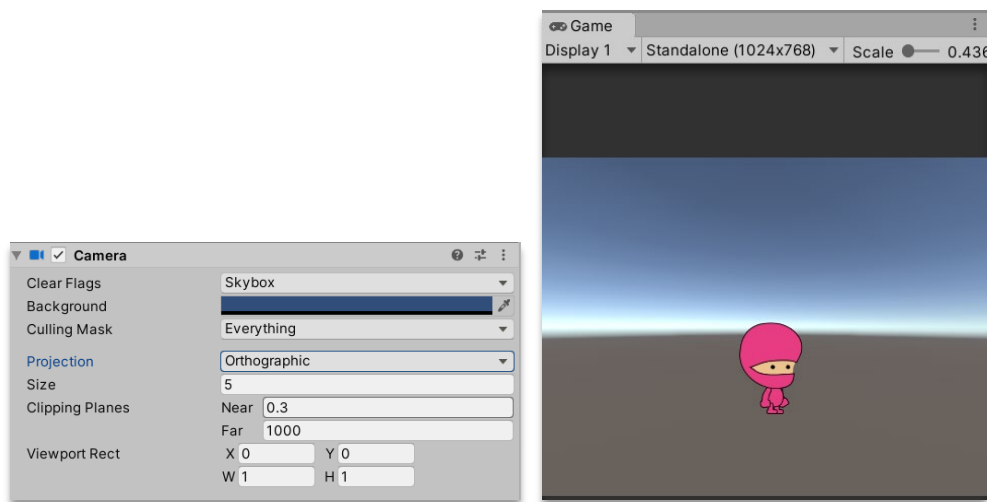 Camera
Clear Flags Skybox
Background
Culling Mask Everything
Projection Orthographic
Size 5
Clipping Planes Near 0.3
Far 1000
Viewport Rect X 0 Y 0
W 1 H 1
Game
Display 1 Standalone (1024x768) Scale 0.436